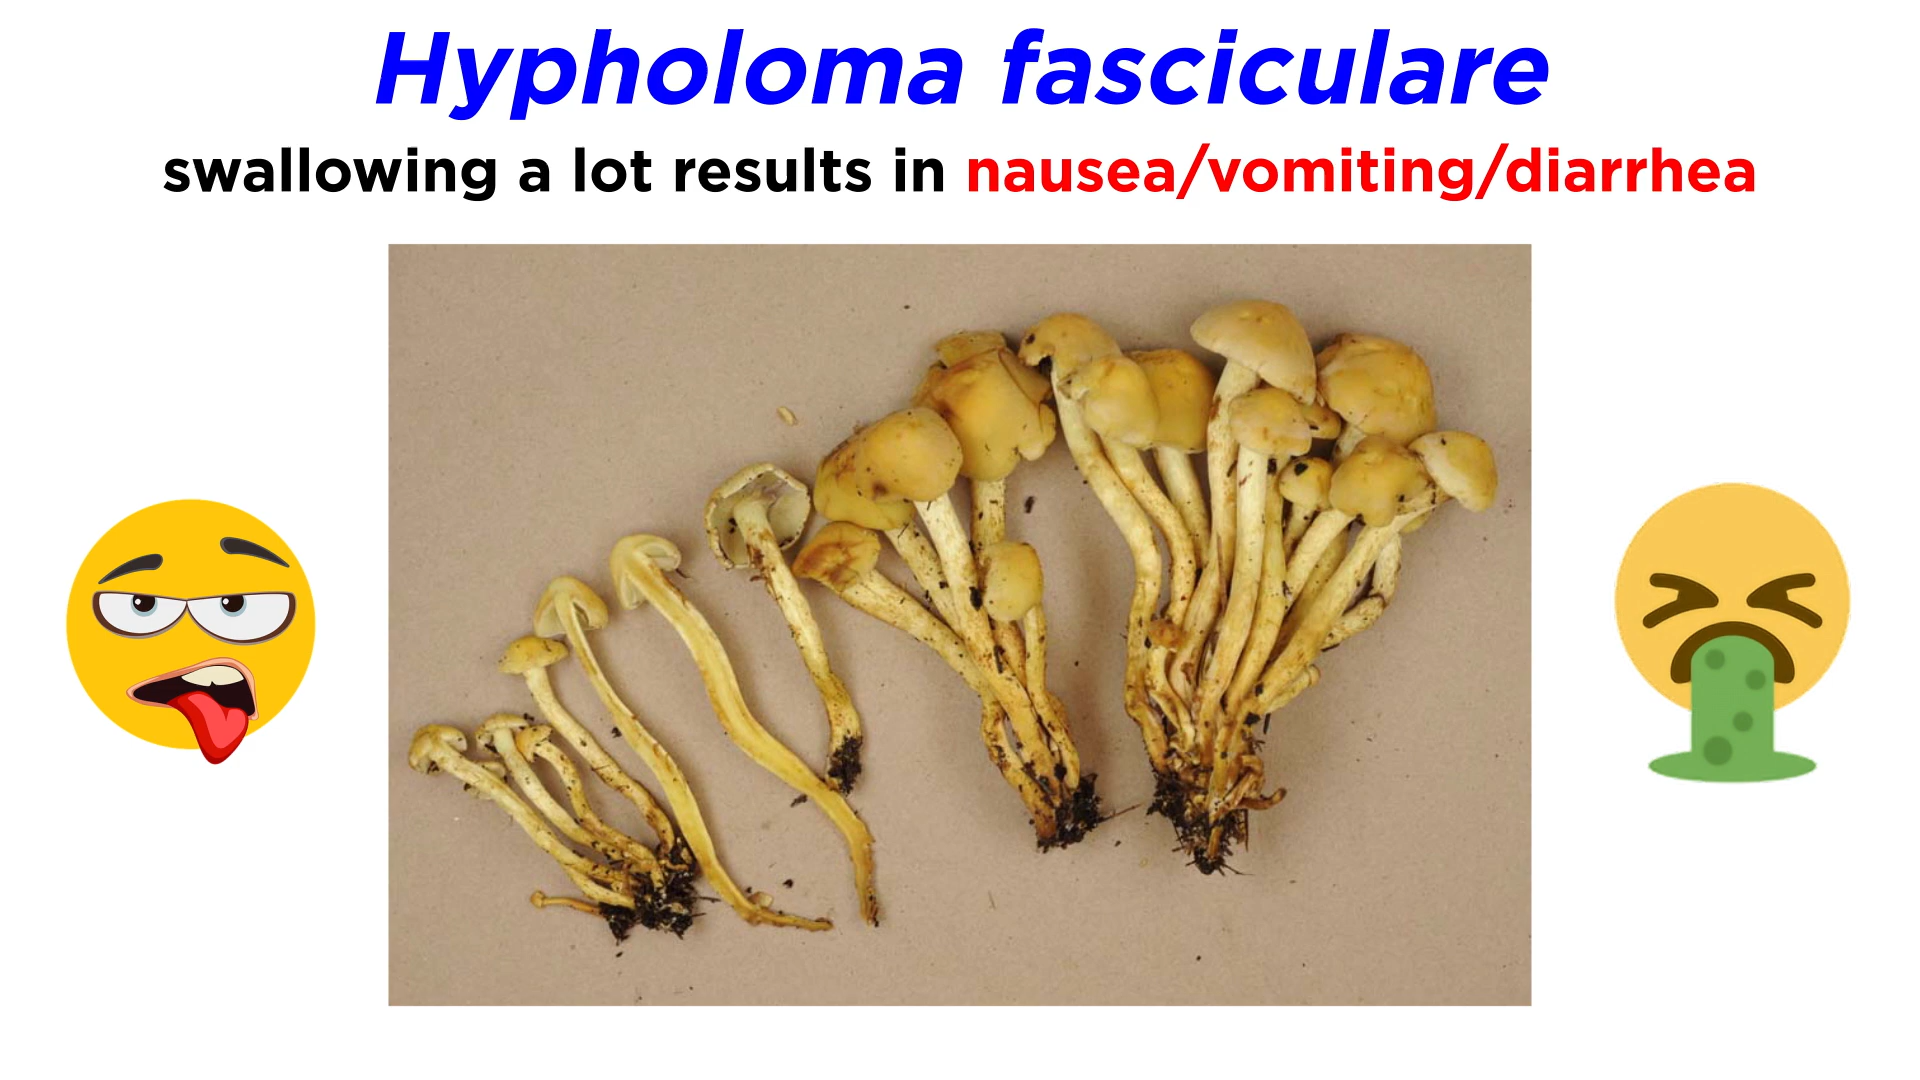 Hypholoma fasciculare
swallowing a lot results in nausea/vomiting/diarrhea